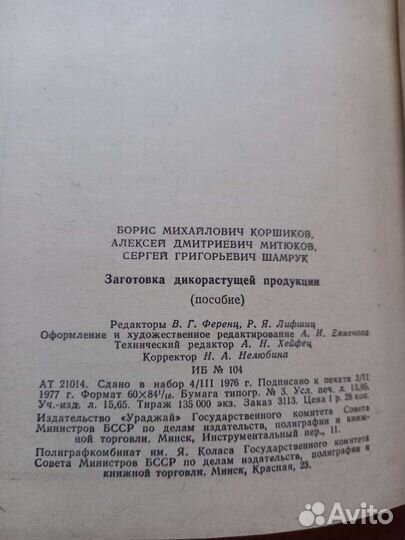 БОРИС МИХАЙЛОВИЧ КОРШИКОВ,
АЛЕКСЕЙ ДМИТРИЕВИЧ МИТЮКОВ,
СЕРГЕЙ ГРИГОРЬЕВИЧ ШАМРУК
Заготовка дикорастущей продукции
(пособие)
Редакторы В. Г. Ференц, Р. Я. Лифшиц
Оформление и художественное редактирование А. И. Евменова
Технический редактор А. Н. Хейфец
Корректор Н. А. Нелюбина
ИБ № 104
АТ 21014. Сдано в набор 4/III 1976 г. Подписано к печати 3/II
1977 г. Формат 60×84¹/₁₆. Бумага типогр. № 3. Усл. печ. л. 13,95.
Уч.-изд. л. 15,65. Тираж 135 000 экз. Заказ 3113. Цена 1 р. 28 коп.
Издательство «Ураджай» Государственного комитета Совета
Министров БССР по делам издательств, полиграфии и книж-
ной торговли. Минск, Инструментальный пер., 11.
Полиграфкомбинат им. Я. Коласа Государственного комитета
Совета Министров БССР по делам издательств, полиграфии и
книжной торговли. Минск, Красная, 23.
Avito